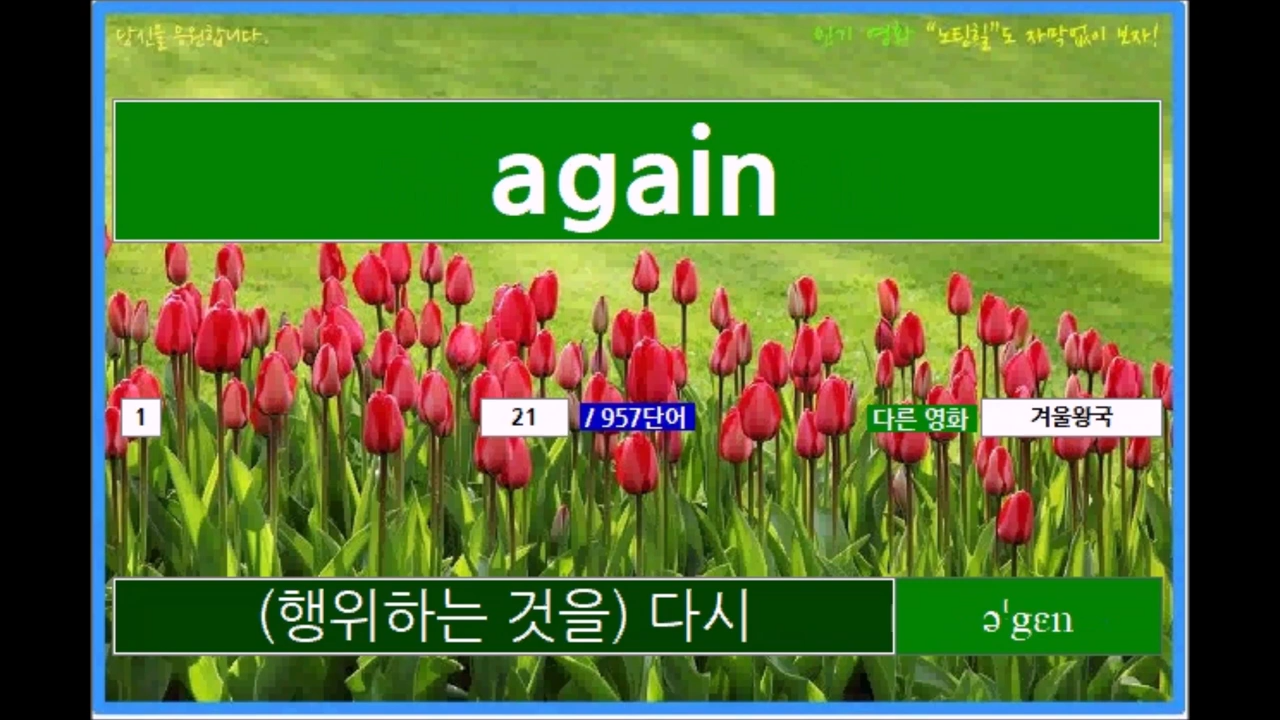 당신을 응원합니다.
인기 영화 “노팅힐”도 자막없이 보자!
again
1
21 / 957단어
다른 영화 겨울왕국
(행위하는 것을) 다시
əˈgɛn